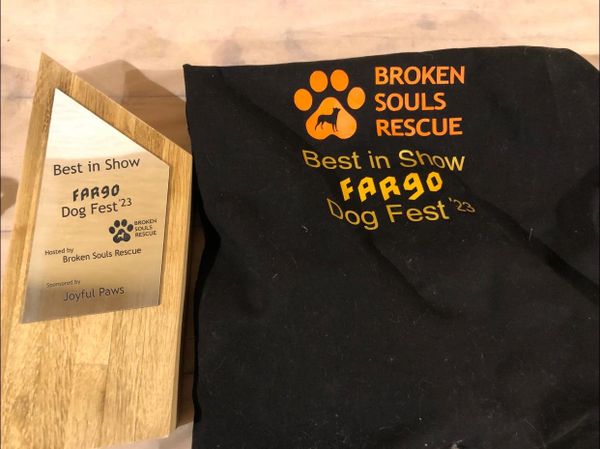 Best in Show
FARgO
Dog Fest '23
BROKEN
SOULS
RESCUE
Hosted by
Broken Souls Rescue
Sponsored by
Joyful Paws
BROKEN
SOULS
RESCUE
Best in Show
FARgO
Dog Fest '23